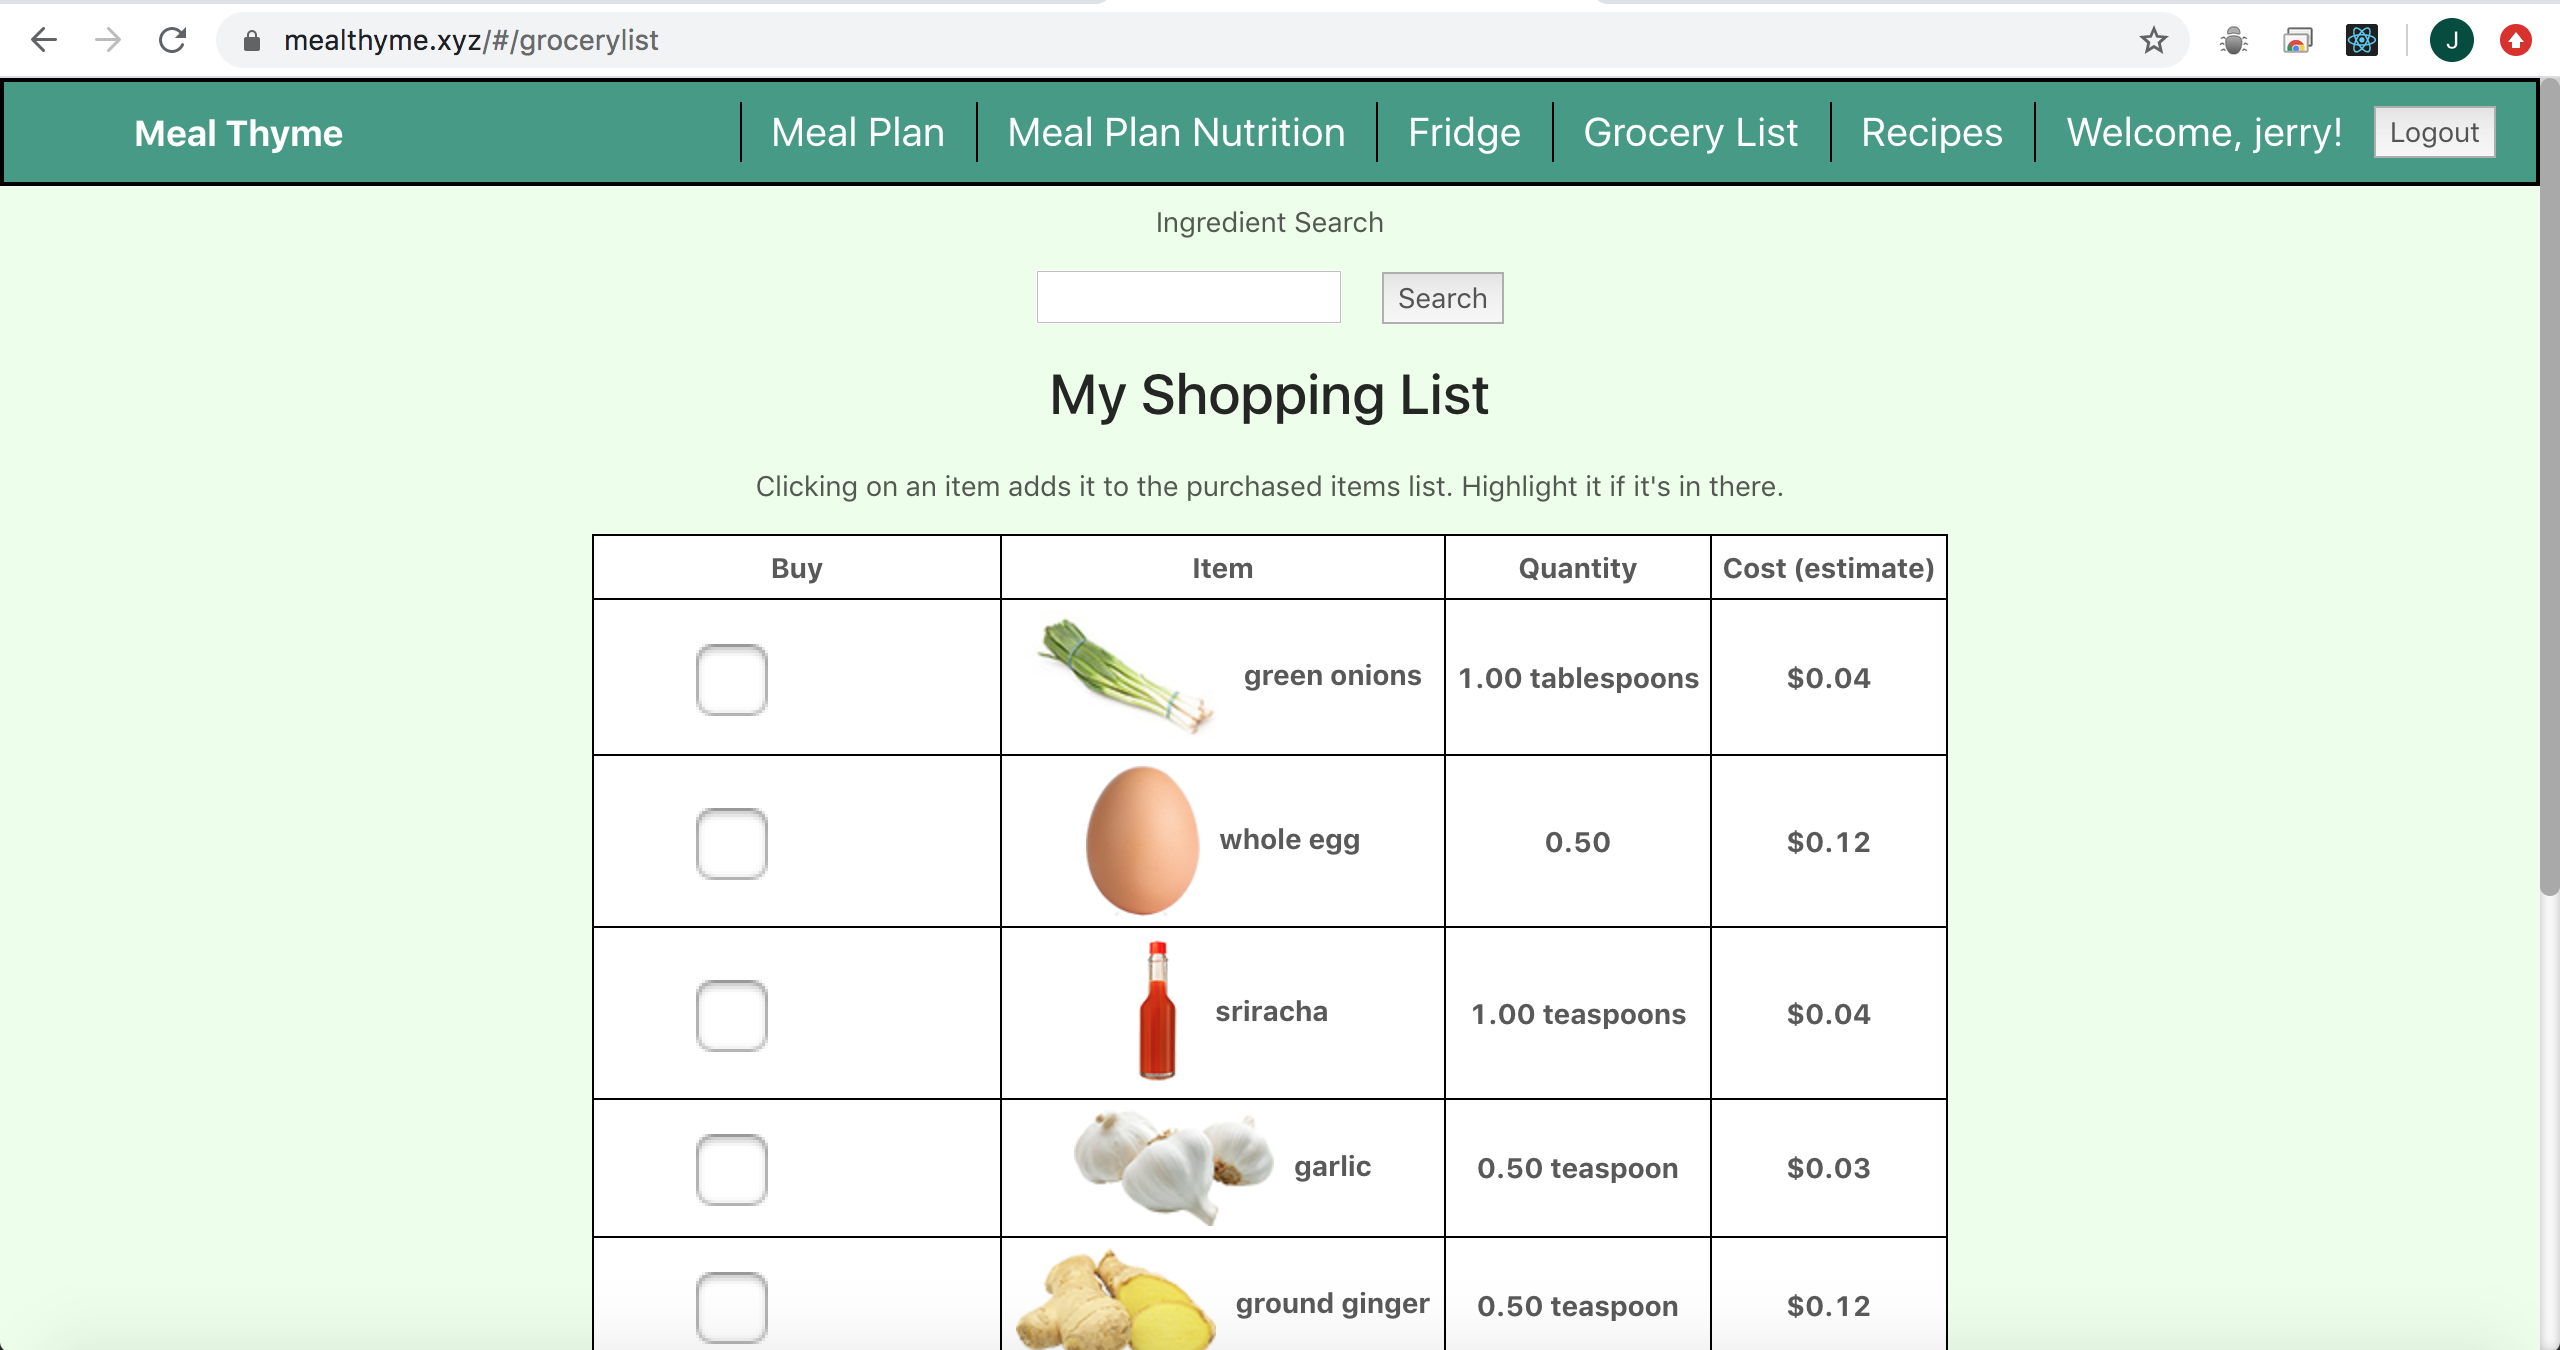 mealthyme.xyz/#/grocerylist
J
Meal Thyme
Meal Plan
Meal Plan Nutrition
Fridge
Grocery List
Recipes
Welcome, jerry!
Logout
Ingredient Search
Search
My Shopping List
Clicking on an item adds it to the purchased items list. Highlight it if it's in there.
Buy Item Quantity Cost (estimate)
green onions 1.00 tablespoons $0.04
whole egg 0.50 $0.12
sriracha 1.00 teaspoons $0.04
garlic 0.50 teaspoon $0.03
ground ginger 0.50 teaspoon $0.12